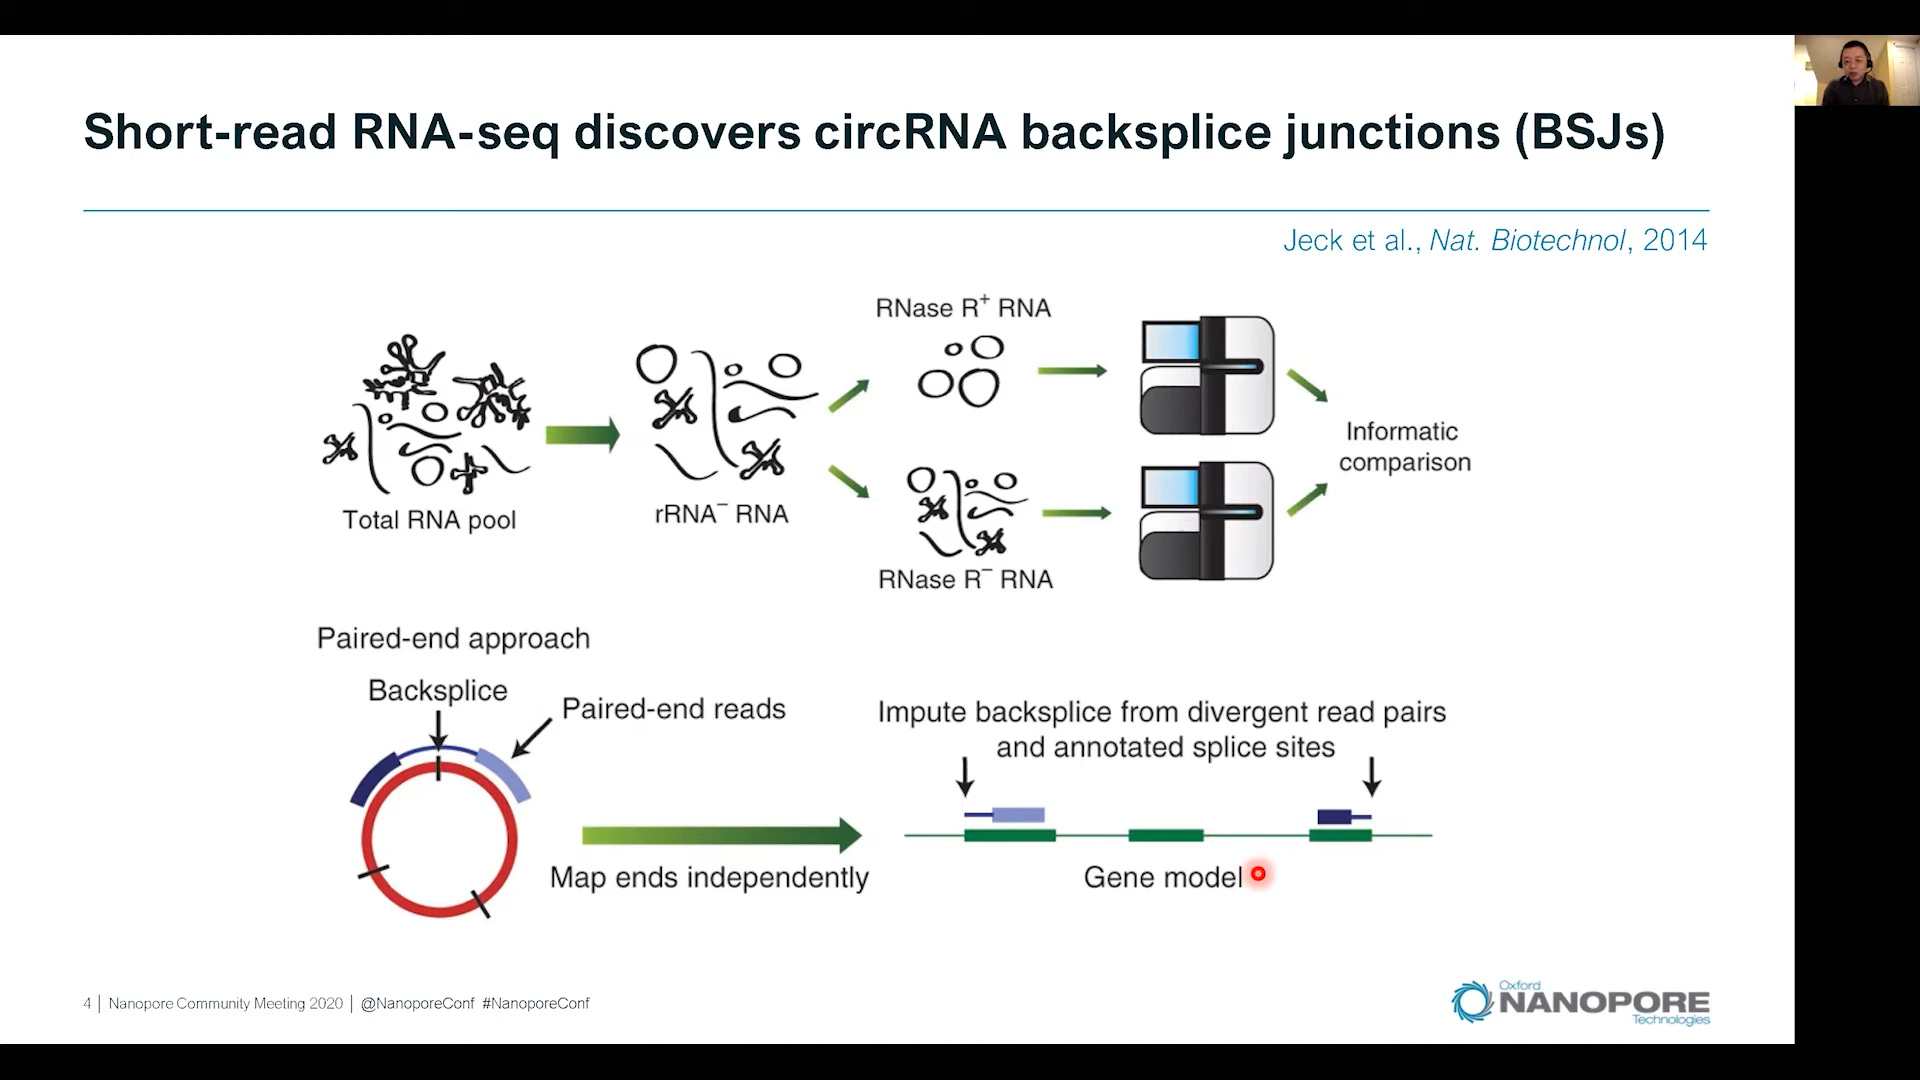 Short-read RNA-seq discovers circRNA backsplice junctions (BSJs)
Jeck et al., Nat. Biotechnol, 2014
RNase R⁺ RNA
Informatic
comparison
Total RNA pool
rRNA⁻ RNA
RNase R⁻ RNA
Paired-end approach
Backsplice
Paired-end reads
Impute backsplice from divergent read pairs
and annotated splice sites
Map ends independently
Gene model
4 | Nanopore Community Meeting 2020 | @NanoporeConf #NanoporeConf
Oxford
NANOPORE
Technologies